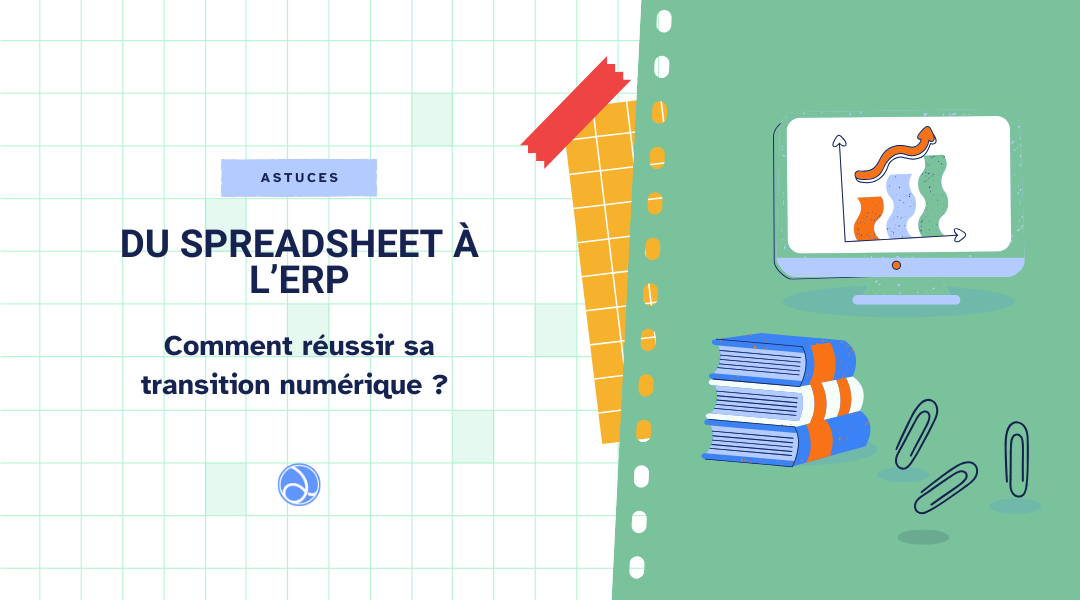 ASTUCES
DU SPREADSHEET À
L’ERP
Comment réussir sa
transition numérique ?